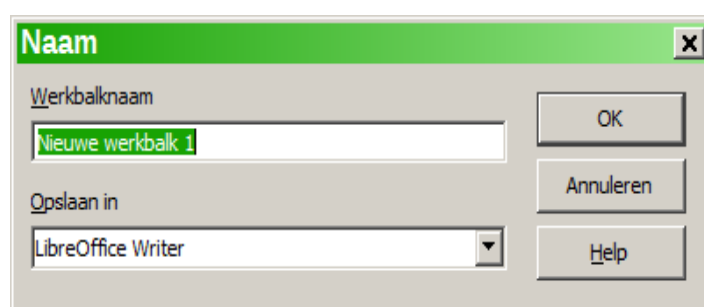 Naam
Werkbalknaam
Nieuwe werkbalk 1
Opslaan in
LibreOffice Writer
OK
Annuleren
Help